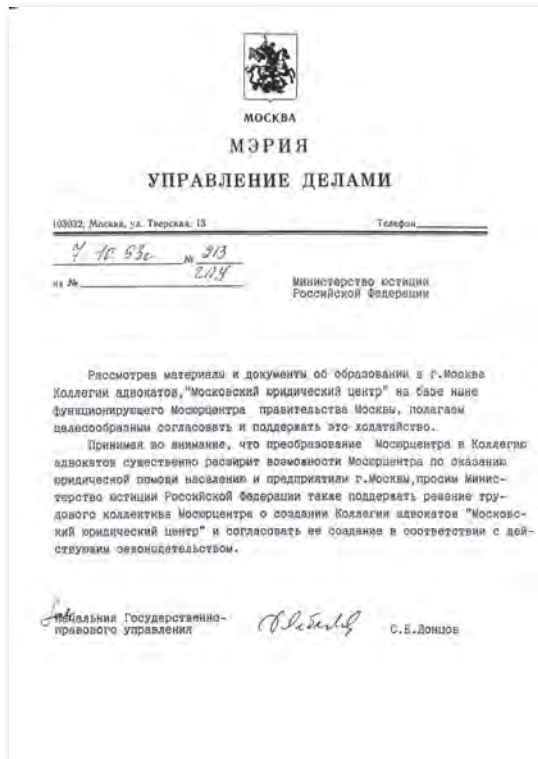 МОСКВА
МЭРИЯ
УПРАВЛЕНИЕ ДЕЛАМИ
103032, Москва, ул. Тверская, 13 Телефон
№ 213
на №
Министерство юстиции
Российской Федерации
Рассмотрев материалы и документы об образовании в г.Москва
Коллегии адвокатов,"Московский юридический центр" на базе ныне
функционирующего Мосюрцентра правительства Москвы, полагаем
целесообразным согласовать и поддержать это ходатайство.
Принимая во внимание, что преобразование Мосюрцентра в Коллегию
адвокатов существенно расширит возможности Мосюрцентра по оказанию
юридической помощи населению и предприятиям г.Москвы,просим Минис-
терство юстиции Российской Федерации также поддержать решение тру-
дового коллектива Мосюрцентра о создании Коллегии адвокатов "Московс-
кий юридический центр" и согласовать ее создание в соответствии с дей-
ствующим законодательством.
Начальник Государственно-
правового управления С.Б.Донцов